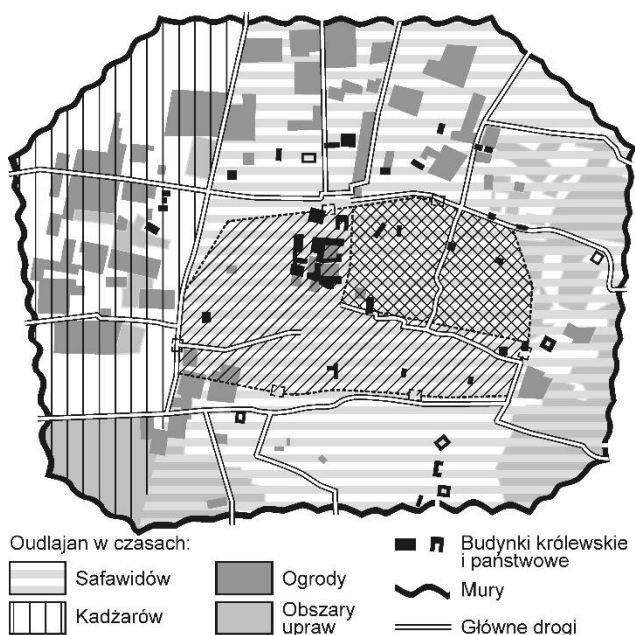 Oudlajan w czasach:
Safawidów
Kadżarów
Ogrody
Obszary
upraw
Budynki królewskie
i państwowe
Mury
Główne drogi